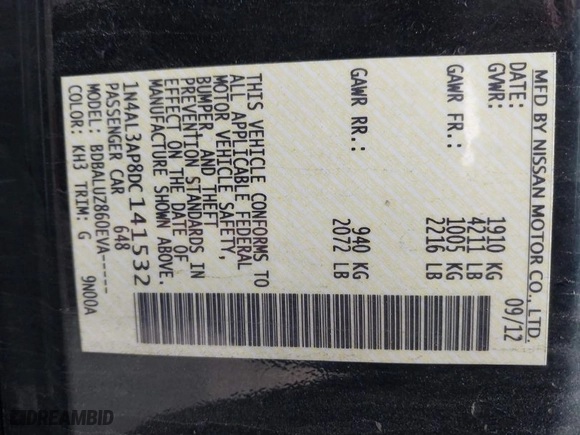 MFD BY NISSAN MOTOR CO., LTD.
DATE: 09/12
GVWR: 1910 KG
4211 LB
GAWR FR.: 1005 KG
2216 LB
GAWR RR.: 940 KG
2072 LB
THIS VEHICLE CONFORMS TO
ALL APPLICABLE FEDERAL
MOTOR VEHICLE SAFETY,
BUMPER, AND THEFT
PREVENTION STANDARDS IN
EFFECT ON THE DATE OF
MANUFACTURE SHOWN ABOVE.
1N4AL3AP8DC141532
PASSENGER CAR 648
MODEL: BDBALUZ860EVA-----
COLOR: KH3 TRIM: G 9N00A
DREAMBID